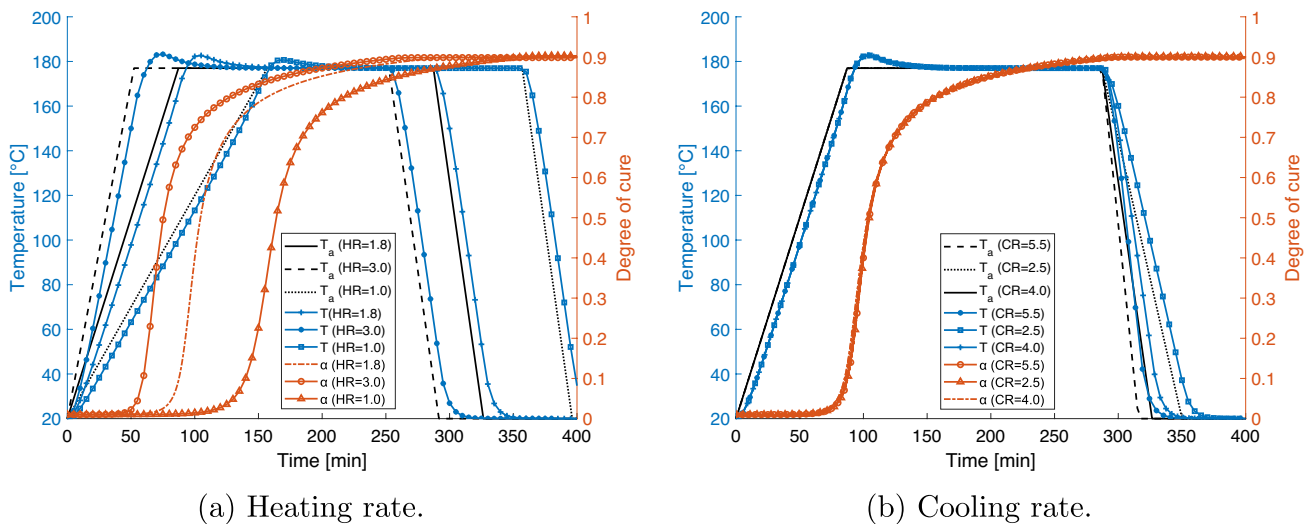 200
180
160
140
120
100
80
60
40
20
Temperature [°C]
1
0.9
0.8
0.7
0.6
0.5
0.4
0.3
0.2
0.1
0
Degree of cure
T_a (HR=1.8)
T_a (HR=3.0)
T_a (HR=1.0)
T(HR=1.8)
T (HR=3.0)
T (HR=1.0)
α (HR=1.8)
α (HR=3.0)
α (HR=1.0)
0 50 100 150 200 250 300 350 400
Time [min]
(a) Heating rate.
200
180
160
140
120
100
80
60
40
20
Temperature [°C]
1
0.9
0.8
0.7
0.6
0.5
0.4
0.3
0.2
0.1
0
Degree of cure
T_a (CR=5.5)
T_a (CR=2.5)
T_a (CR=4.0)
T (CR=5.5)
T (CR=2.5)
T (CR=4.0)
α (CR=5.5)
α (CR=2.5)
α (CR=4.0)
0 50 100 150 200 250 300 350 400
Time [min]
(b) Cooling rate.